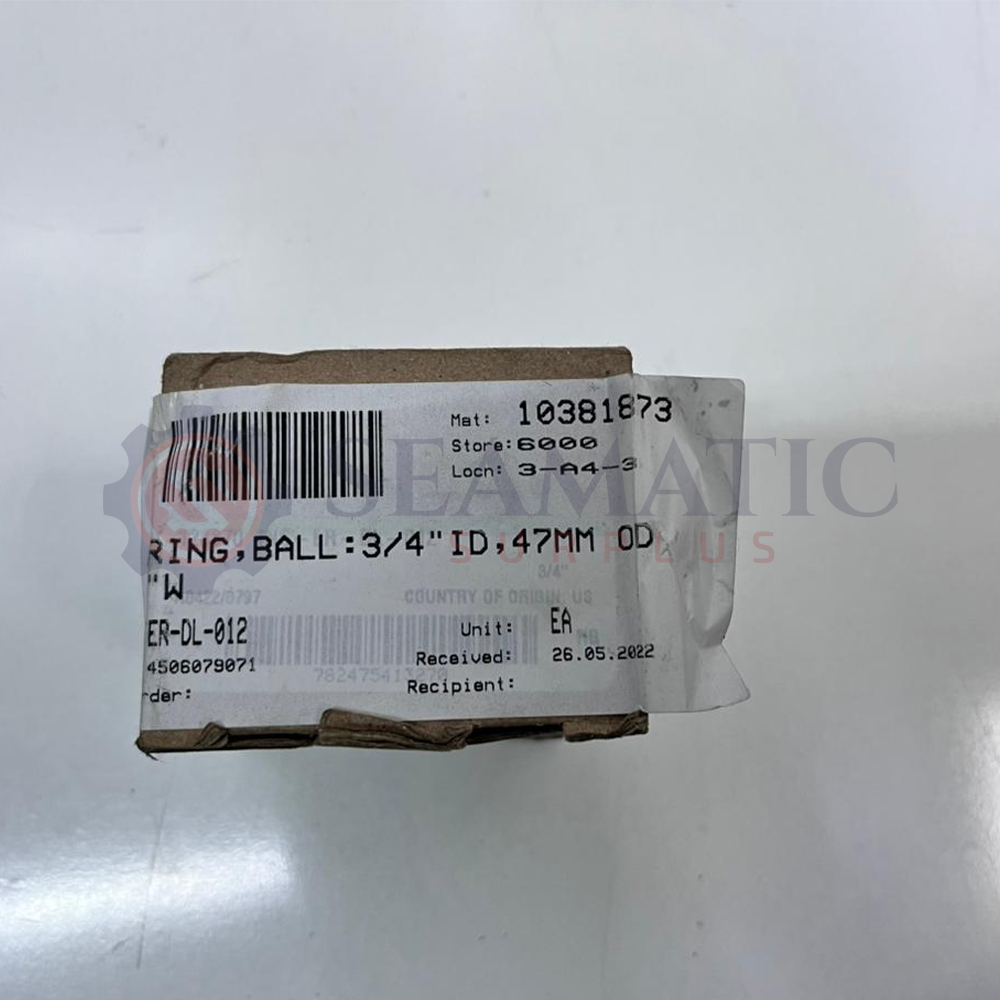 Mat: 10381873
Store: 6000
Locn: 3-A4-3
SEAMATIC
SURPLUS
RING,BALL:3/4"ID,47MM OD
"W
3/4"
COUNTRY OF ORIGIN: US
ER-DL-012
Unit: EA
4506079071
Received: 26.05.2022
782475413270
rder:
Recipient: